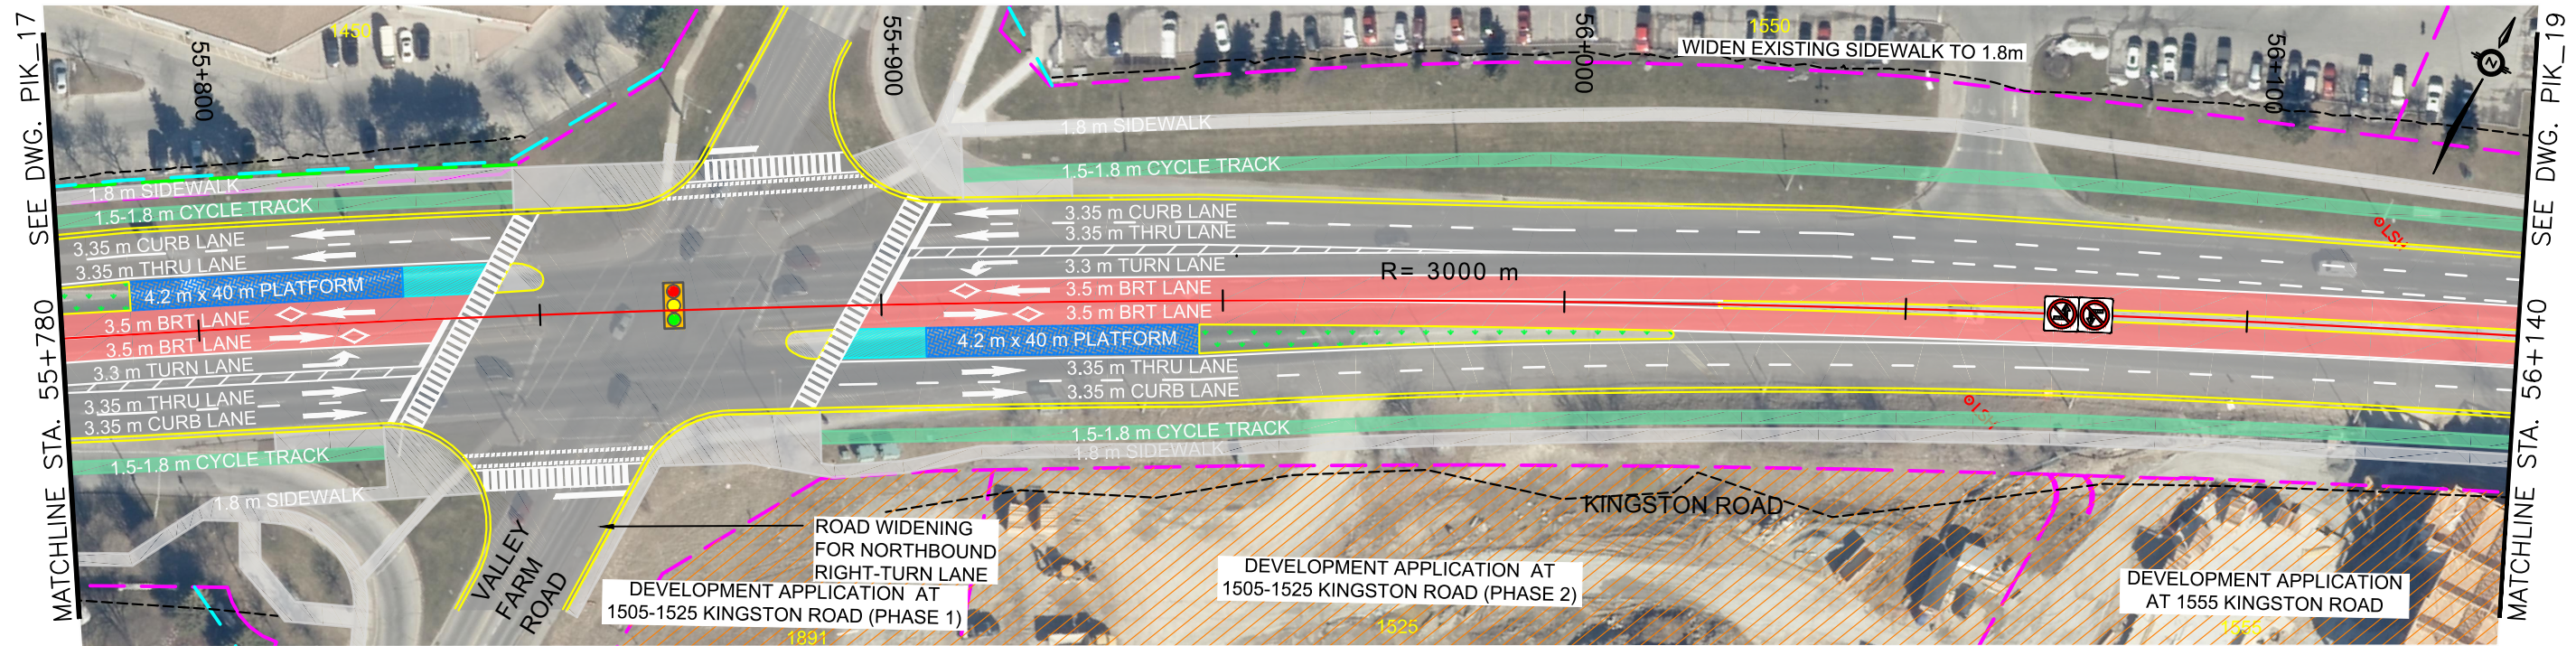 SEE DWG. PIK_17
MATCHLINE STA. 55+780
1450
55+800
55+900
56+000
1550
WIDEN EXISTING SIDEWALK TO 1.8m
56+100
N
SEE DWG. PIK_19
MATCHLINE STA. 56+140
1.8 m SIDEWALK
1.5-1.8 m CYCLE TRACK
3.35 m CURB LANE
3.35 m THRU LANE
4.2 m x 40 m PLATFORM
3.5 m BRT LANE
3.5 m BRT LANE
3.3 m TURN LANE
3.35 m THRU LANE
3.35 m CURB LANE
1.5-1.8 m CYCLE TRACK
1.8 m SIDEWALK
1.8 m SIDEWALK
1.5-1.8 m CYCLE TRACK
3.35 m CURB LANE
3.35 m THRU LANE
3.3 m TURN LANE
R= 3000 m
3.5 m BRT LANE
3.5 m BRT LANE
4.2 m x 40 m PLATFORM
3.35 m THRU LANE
3.35 m CURB LANE
1.5-1.8 m CYCLE TRACK
1.8 m SIDEWALK
KINGSTON ROAD
VALLEY
FARM
ROAD
ROAD WIDENING
FOR NORTHBOUND
RIGHT-TURN LANE
DEVELOPMENT APPLICATION AT
1505-1525 KINGSTON ROAD (PHASE 1)
1891
DEVELOPMENT APPLICATION AT
1505-1525 KINGSTON ROAD (PHASE 2)
1525
DEVELOPMENT APPLICATION
AT 1555 KINGSTON ROAD
1555